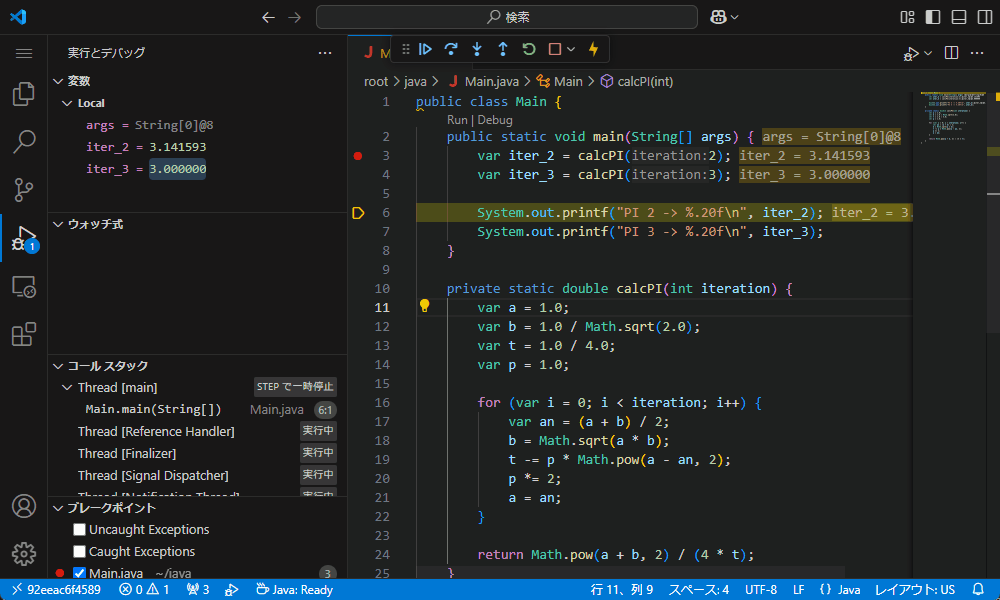 検索
実行とデバッグ
変数
Local
args = String[0]@8
iter_2 = 3.141593
iter_3 = 3.000000
ウォッチ式
コール スタック
Thread [main] STEP で一時停止
Main.main(String[]) Main.java 6:1
Thread [Reference Handler] 実行中
Thread [Finalizer] 実行中
Thread [Signal Dispatcher] 実行中
Thread [Notification Thread] 実行中
ブレークポイント
Uncaught Exceptions
Caught Exceptions
Main.java ~/java 3
1
J M
root > java > J Main.java > Main > calcPI(int)
1 public class Main {
Run | Debug
2 public static void main(String[] args) { args = String[0]@8
3 var iter_2 = calcPI(iteration:2); iter_2 = 3.141593
4 var iter_3 = calcPI(iteration:3); iter_3 = 3.000000
5
6 System.out.printf("PI 2 -> %.20f\n", iter_2); iter_2 = 3.
7 System.out.printf("PI 3 -> %.20f\n", iter_3);
8 }
9
10 private static double calcPI(int iteration) {
11 var a = 1.0;
12 var b = 1.0 / Math.sqrt(2.0);
13 var t = 1.0 / 4.0;
14 var p = 1.0;
15
16 for (var i = 0; i < iteration; i++) {
17 var an = (a + b) / 2;
18 b = Math.sqrt(a * b);
19 t -= p * Math.pow(a - an, 2);
20 p *= 2;
21 a = an;
22 }
23
24 return Math.pow(a + b, 2) / (4 * t);
25 }
92eeac6f4589 0 1 3 Java: Ready 行 11、列 9 スペース: 4 UTF-8 LF {} Java レイアウト: US